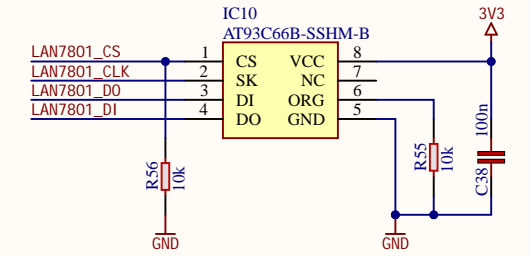 IC10
3V3
AT93C66B-SSHM-B
LAN7801_CS 1 CS VCC 8
LAN7801_CLK 2 SK NC 7
LAN7801_DO 3 DI ORG 6
LAN7801_DI 4 DO GND 5
100n
R56
10k
R55
10k
C38
GND
GND